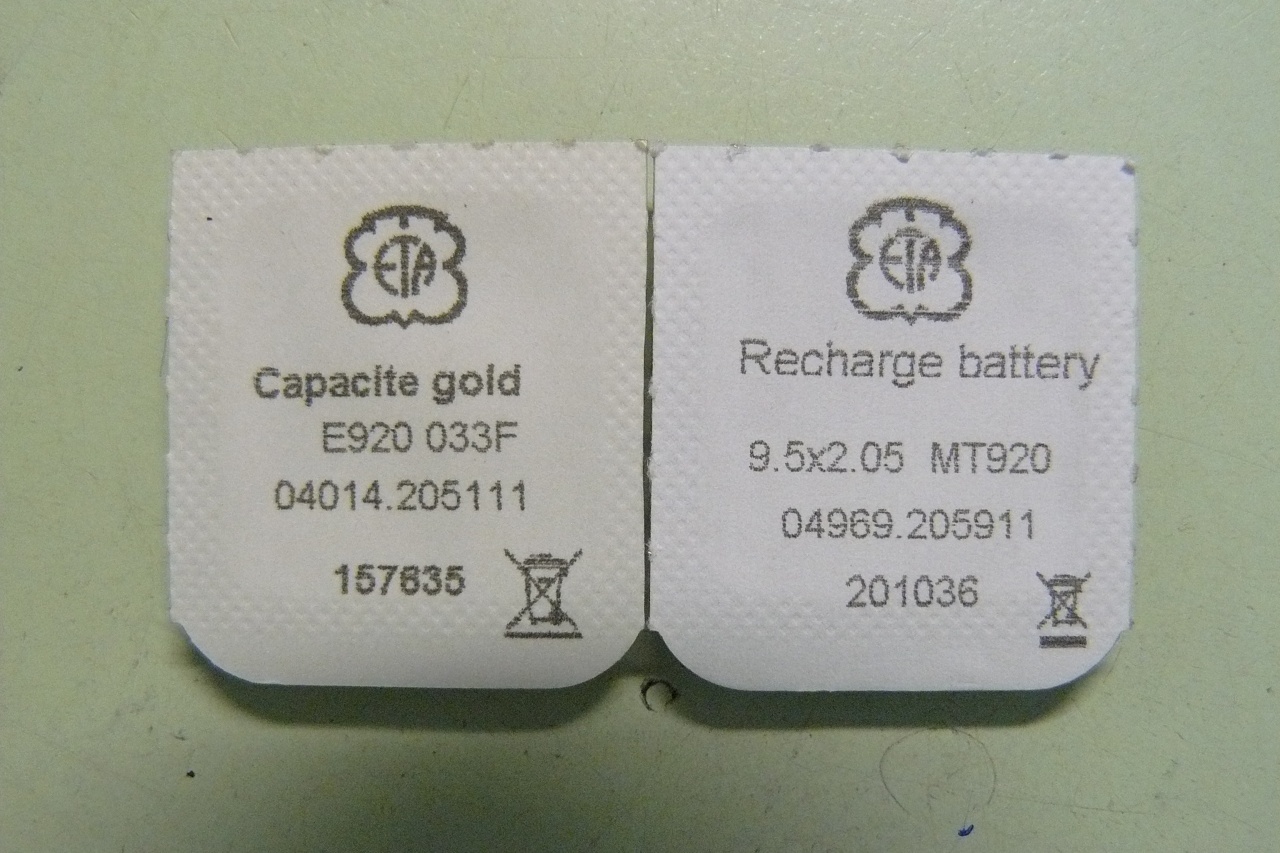 ETA
Capacite gold
E920 033F
04014.205111
157635
ETA
Recharge battery
9.5x2.05 MT920
04969.205911
201036